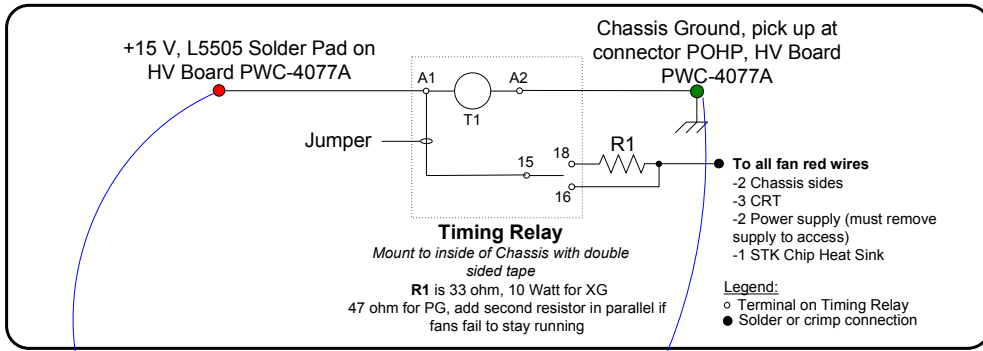 +15 V, L5505 Solder Pad on
HV Board PWC-4077A
Chassis Ground, pick up at
connector POHP, HV Board
PWC-4077A
A1
A2
T1
Jumper
18
R1
15
16
To all fan red wires
-2 Chassis sides
-3 CRT
-2 Power supply (must remove
supply to access)
-1 STK Chip Heat Sink
Timing Relay
Mount to inside of Chassis with double
sided tape
R1 is 33 ohm, 10 Watt for XG
47 ohm for PG, add second resistor in parallel if
fans fail to stay running
Legend:
Terminal on Timing Relay
Solder or crimp connection